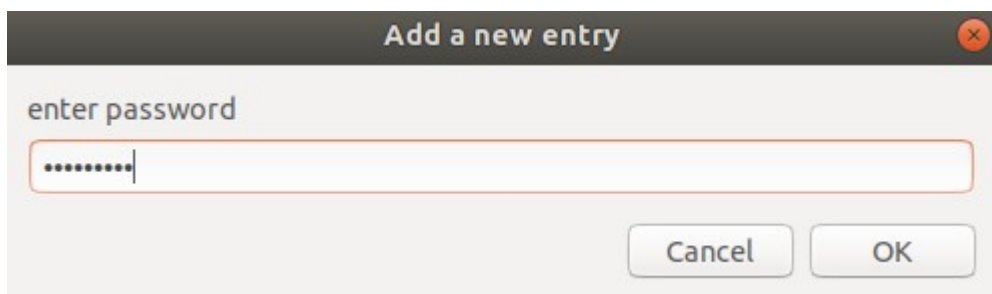 Add a new entry
enter password
•••••••••
Cancel OK